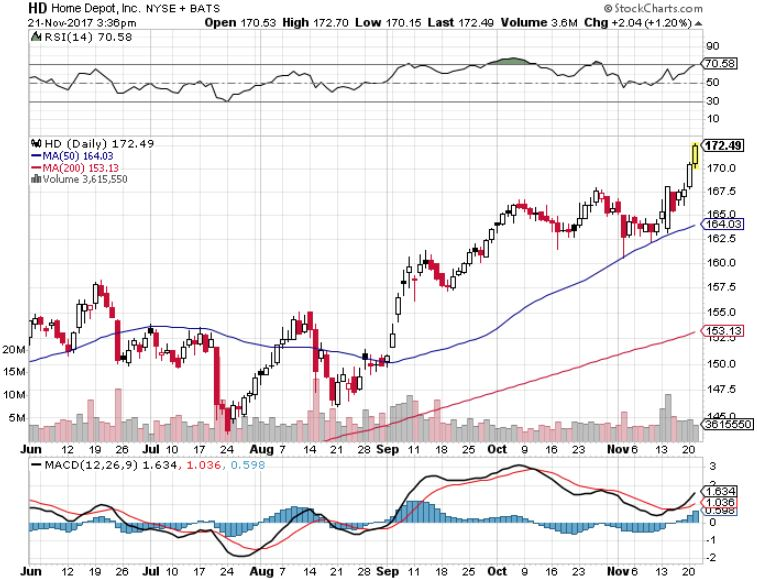 HD Home Depot, Inc. NYSE + BATS © StockCharts.com
21-Nov-2017 3:36pm Open 170.53 High 172.70 Low 170.15 Last 172.49 Volume 3.6M Chg +2.04 (+1.20%)
RSI(14) 70.58
90
70.58
50
30
10
HD (Daily) 172.49
MA(50) 164.03
MA(200) 153.13
Volume 3,615,550
172.49
170.0
167.5
165.0
164.03
162.5
160.0
157.5
155.0
153.13
20M
150.0
15M
147.5
10M
5M
145.0
3615550
Jun 12 19 26 Jul 10 17 24 Aug 7 14 21 28 Sep 11 18 25 Oct 9 16 23 Nov 6 13 20
MACD(12,26,9) 1.634, 1.036, 0.598
3
1.634
1.036
0.598
0
-1
-2
Jun 12 19 26 Jul 10 17 24 Aug 7 14 21 28 Sep 11 18 25 Oct 9 16 23 Nov 6 13 20